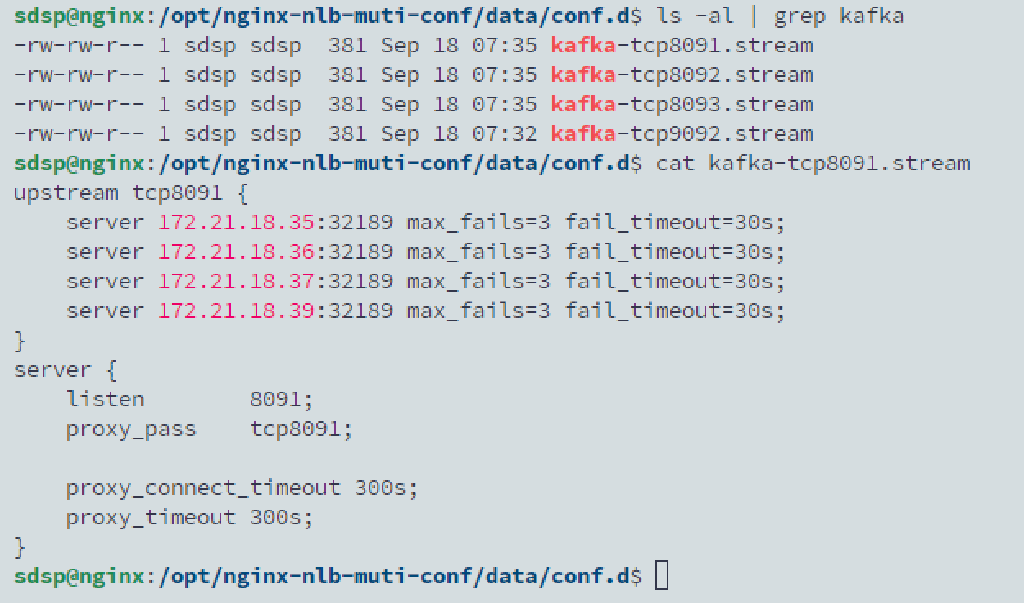 sdsp@nginx:/opt/nginx-nlb-muti-conf/data/conf.d$ ls -al | grep kafka
-rw-rw-r-- 1 sdsp sdsp  381 Sep 18 07:35 kafka-tcp8091.stream
-rw-rw-r-- 1 sdsp sdsp  381 Sep 18 07:35 kafka-tcp8092.stream
-rw-rw-r-- 1 sdsp sdsp  381 Sep 18 07:35 kafka-tcp8093.stream
-rw-rw-r-- 1 sdsp sdsp  381 Sep 18 07:32 kafka-tcp9092.stream
sdsp@nginx:/opt/nginx-nlb-muti-conf/data/conf.d$ cat kafka-tcp8091.stream
upstream tcp8091 {
    server 172.21.18.35:32189 max_fails=3 fail_timeout=30s;
    server 172.21.18.36:32189 max_fails=3 fail_timeout=30s;
    server 172.21.18.37:32189 max_fails=3 fail_timeout=30s;
    server 172.21.18.39:32189 max_fails=3 fail_timeout=30s;
}
server {
    listen        8091;
    proxy_pass    tcp8091;

    proxy_connect_timeout 300s;
    proxy_timeout 300s;
}
sdsp@nginx:/opt/nginx-nlb-muti-conf/data/conf.d$